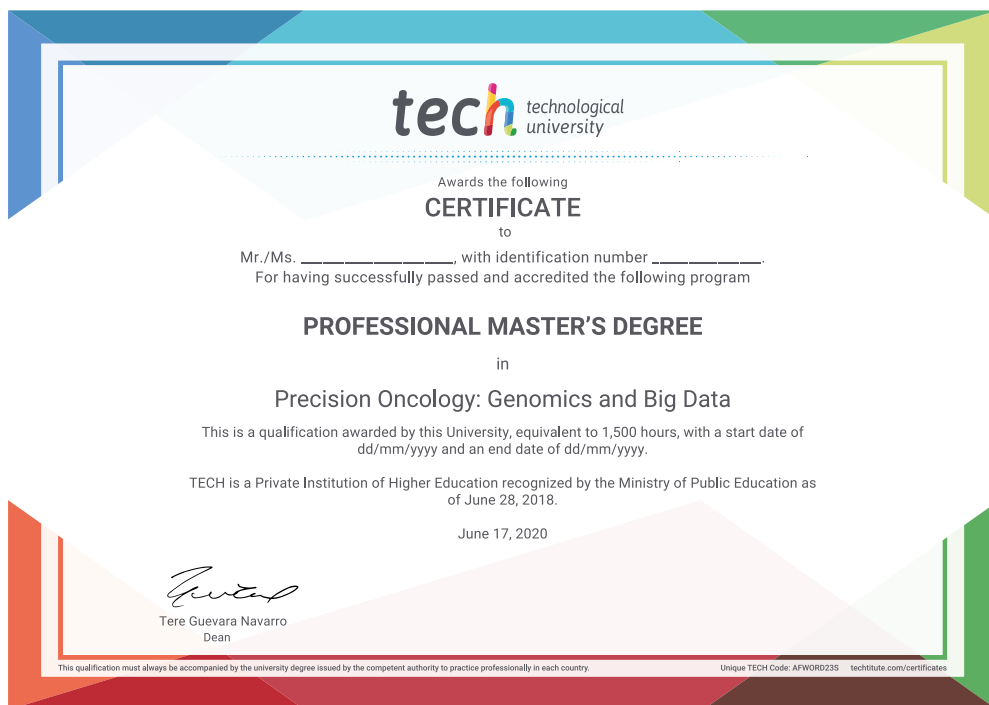 tech technological
university
Awards the following
CERTIFICATE
to
Mr./Ms. __________________, with identification number _____________.
For having successfully passed and accredited the following program
PROFESSIONAL MASTER'S DEGREE
in
Precision Oncology: Genomics and Big Data
This is a qualification awarded by this University, equivalent to 1,500 hours, with a start date of
dd/mm/yyyy and an end date of dd/mm/yyyy.
TECH is a Private Institution of Higher Education recognized by the Ministry of Public Education as
of June 28, 2018.
June 17, 2020
Tere Guevara Navarro
Dean
This qualification must always be accompanied by the university degree issued by the competent authority to practice professionally in each country.
Unique TECH Code: AFWORD23S techtitute.com/certificates